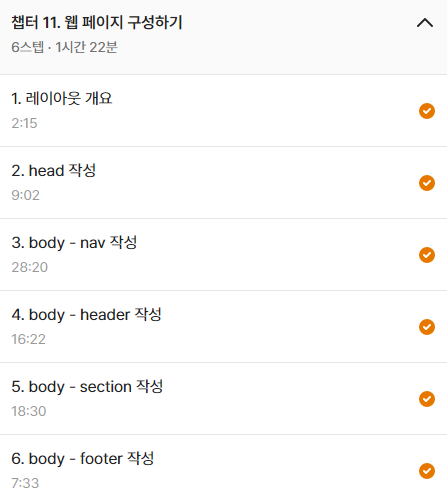 챕터 11. 웹 페이지 구성하기
6스텝 · 1시간 22분
1. 레이아웃 개요
2:15
2. head 작성
9:02
3. body - nav 작성
28:20
4. body - header 작성
16:22
5. body - section 작성
18:30
6. body - footer 작성
7:33